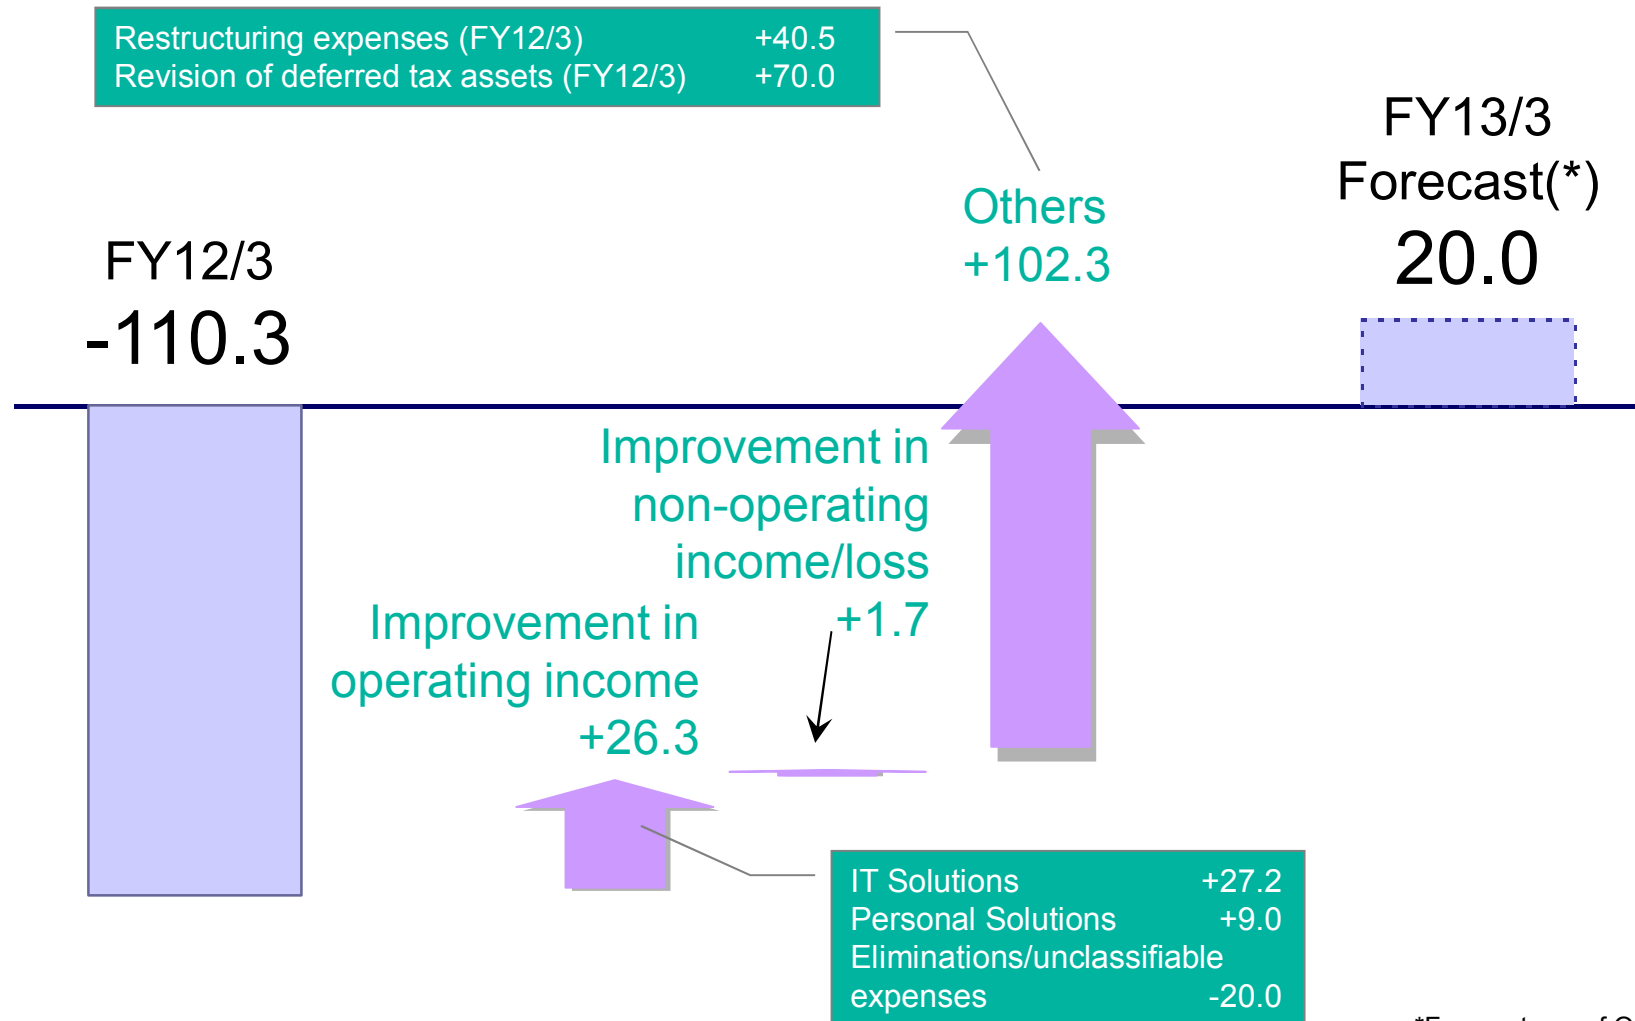 Restructuring expenses (FY12/3) +40.5
Revision of deferred tax assets (FY12/3) +70.0
FY13/3
Forecast(*)
20.0
Others
+102.3
FY12/3
-110.3
Improvement in
non-operating
income/loss
+1.7
Improvement in
operating income
+26.3
IT Solutions +27.2
Personal Solutions +9.0
Eliminations/unclassifiable
expenses -20.0